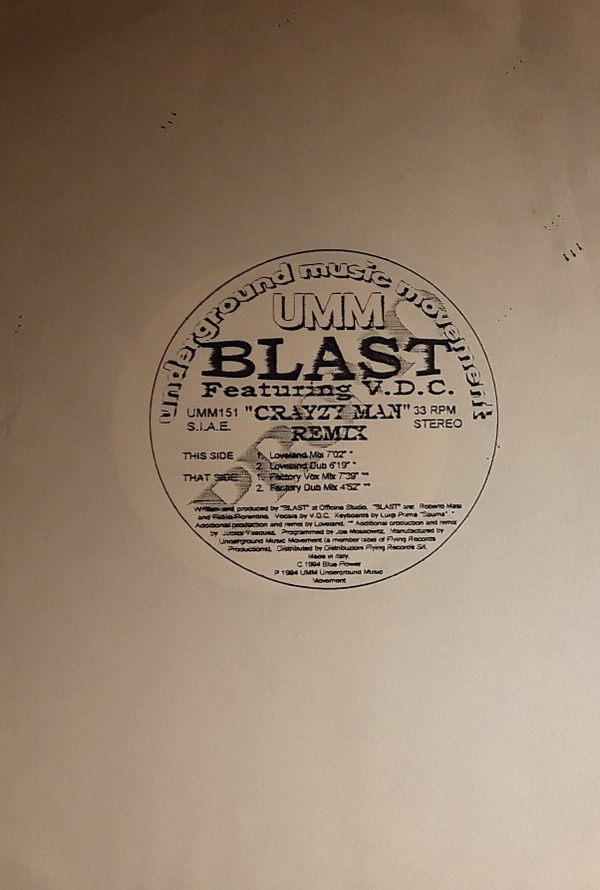 underground music movement
UMM
BLAST
Featuring V.D.C.
UMM151 "CRAYZY MAN" 33 RPM
S.I.A.E. REMIX STEREO
THIS SIDE 1. Loveland Mix 7'02" *
2. Loveland Dub 6'19" *
THAT SIDE 1. Factory Vox Mix 7'39" **
2. Factory Dub Mix 4'52" **
Written and produced by "BLAST" at Officina Studio. "BLAST" are: Roberto Masi
and Fabio Fiorentino. Vocals by V.D.C. Keyboards by Luigi Puma "Spuma". *
Additional production and remix by Loveland. ** Additional production and remix
by Junior Vasquez. Programmed by Joe Moskowitz. Manufactured by
Underground Music Movement (a member label of Flying Records
Productions). Distributed by Distribuzioni Flying Records Srl.
Made in Italy.
C 1994 Blue Flower
P 1994 UMM Underground Music
Movement